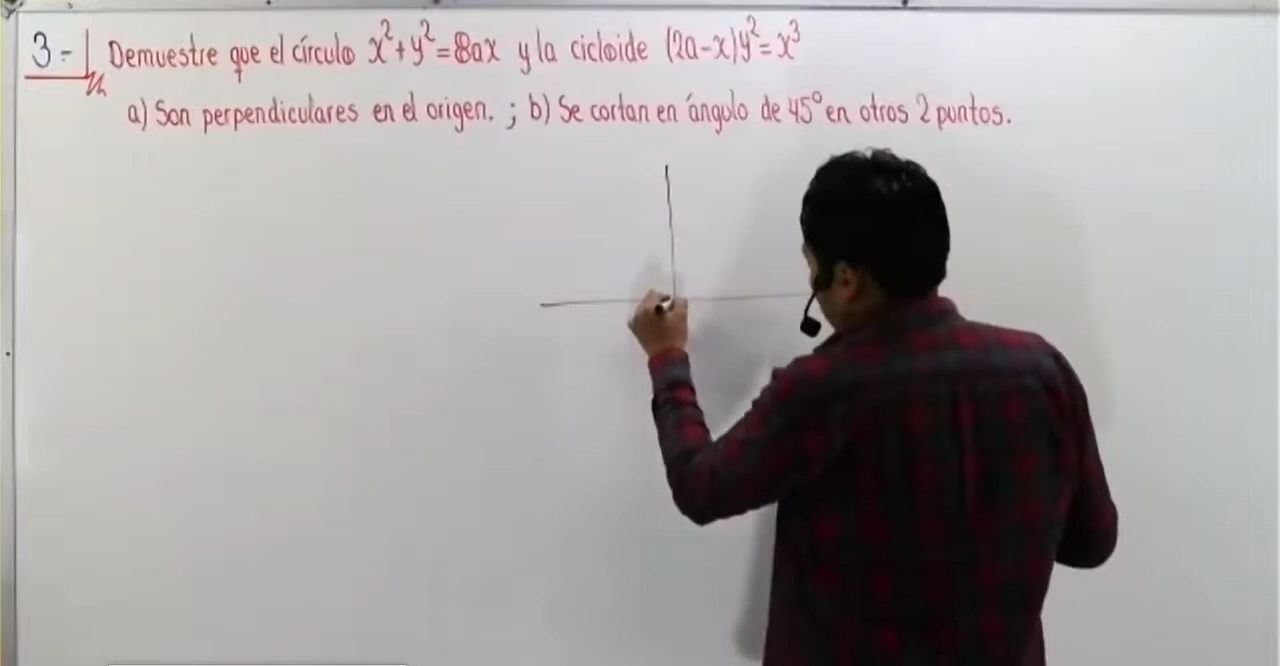 3- Demuestre que el círculo x²+y²=8ax y la cicloide (2a-x)y²=x³
a) Son perpendiculares en el origen. ; b) Se cortan en ángulo de 45° en otros 2 puntos.